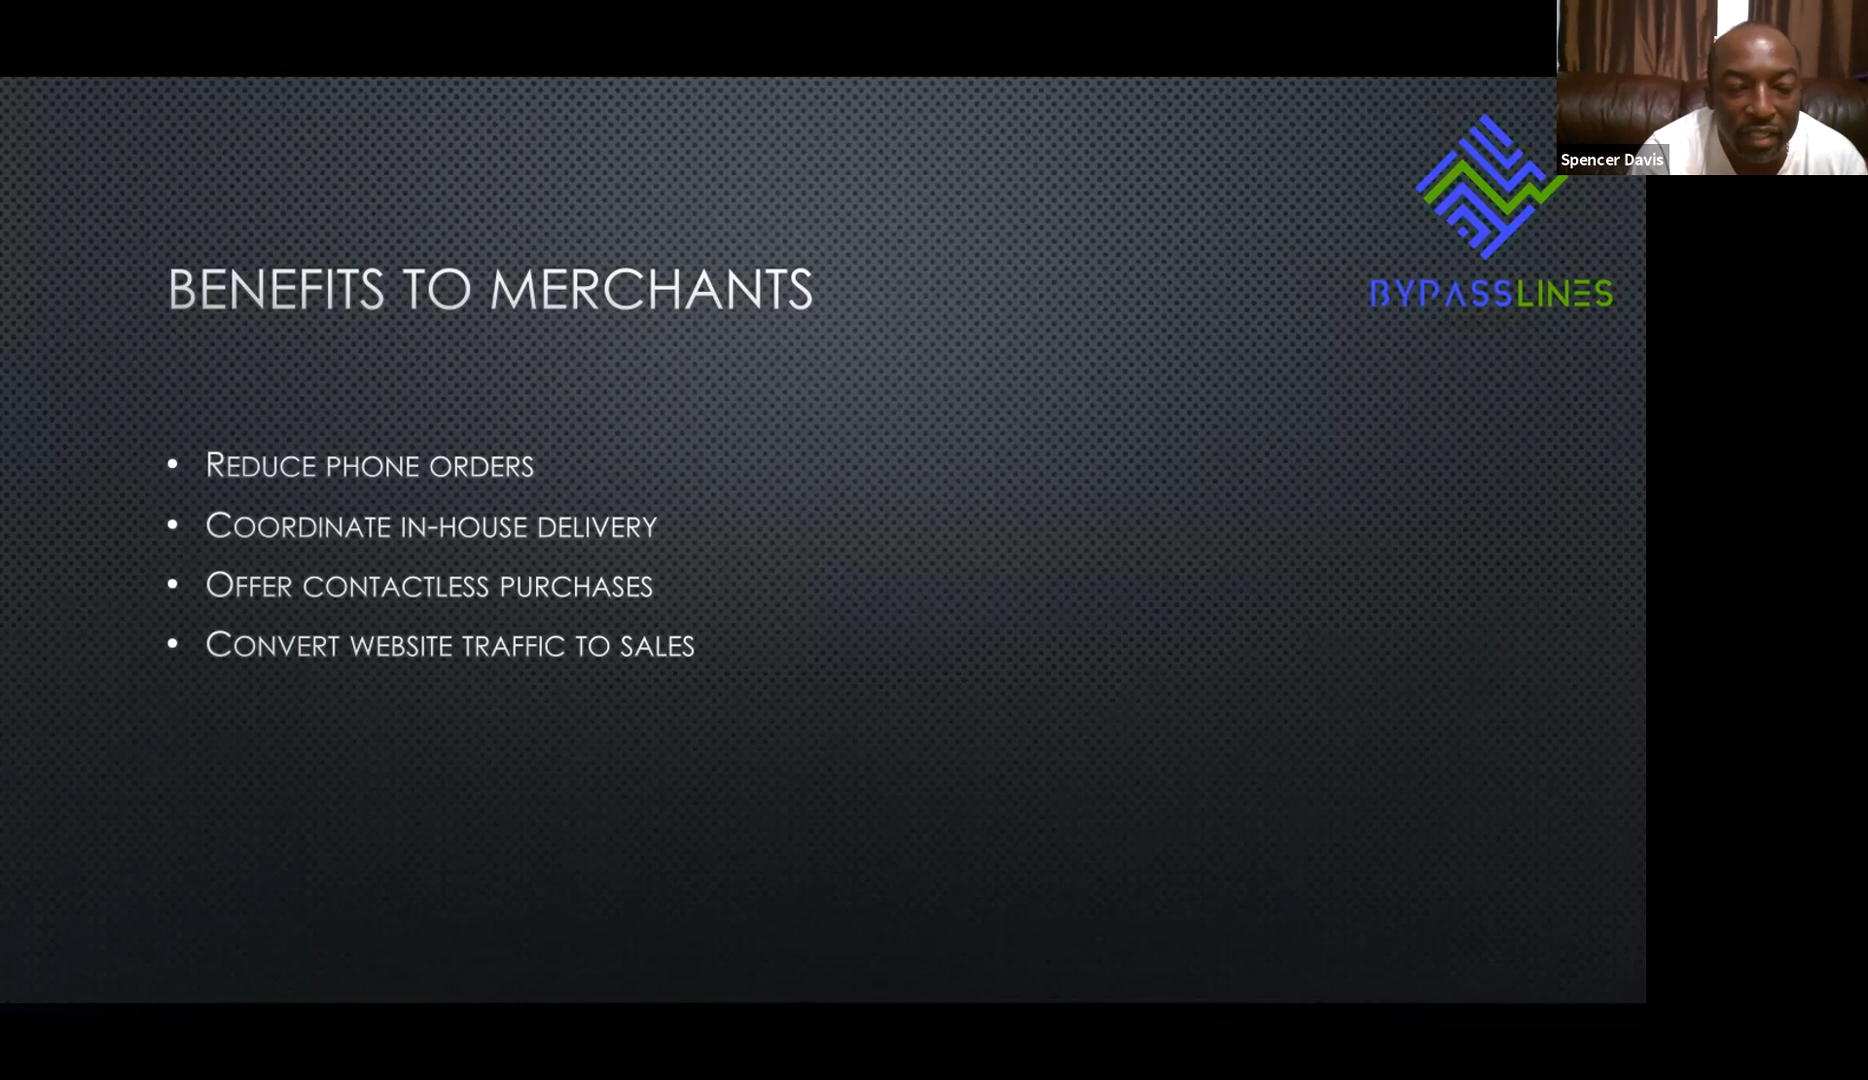 Spencer Davis
BYPASSLINES
BENEFITS TO MERCHANTS
• REDUCE PHONE ORDERS
• COORDINATE IN-HOUSE DELIVERY
• OFFER CONTACTLESS PURCHASES
• CONVERT WEBSITE TRAFFIC TO SALES